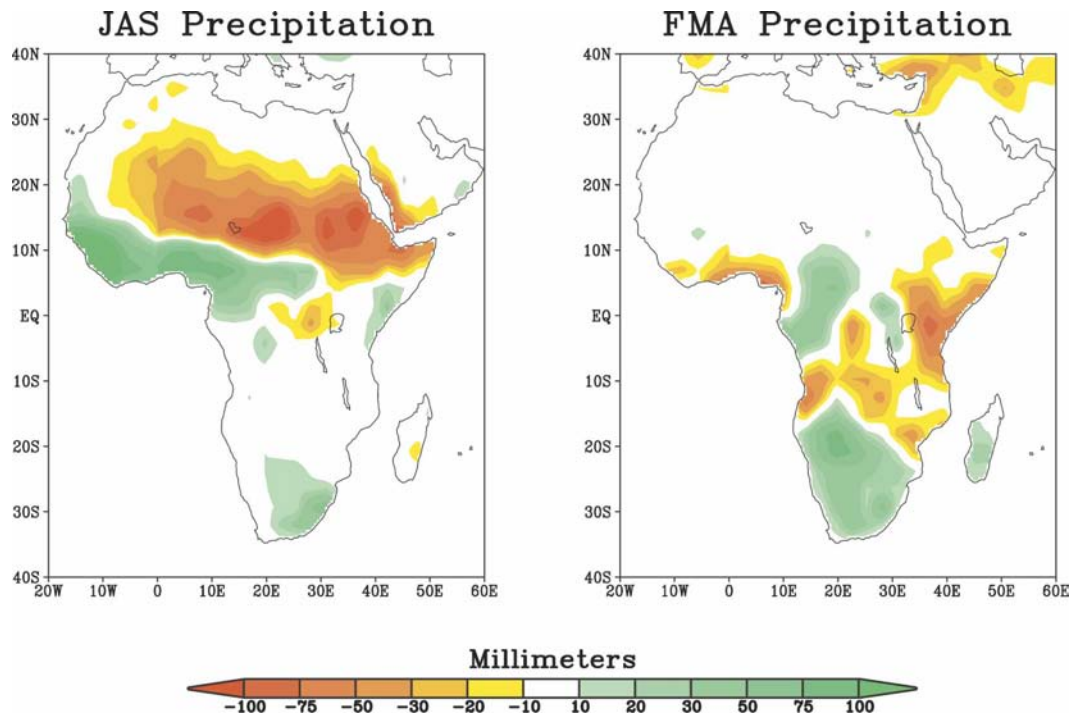 JAS Precipitation
FMA Precipitation
40N
30N
20N
10N
EQ
10S
20S
30S
40S
20W 10W 0 10E 20E 30E 40E 50E 60E
40N
30N
20N
10N
EQ
10S
20S
30S
40S
20W 10W 0 10E 20E 30E 40E 50E 60E
Millimeters
-100 -75 -50 -30 -20 -10 10 20 30 50 75 100